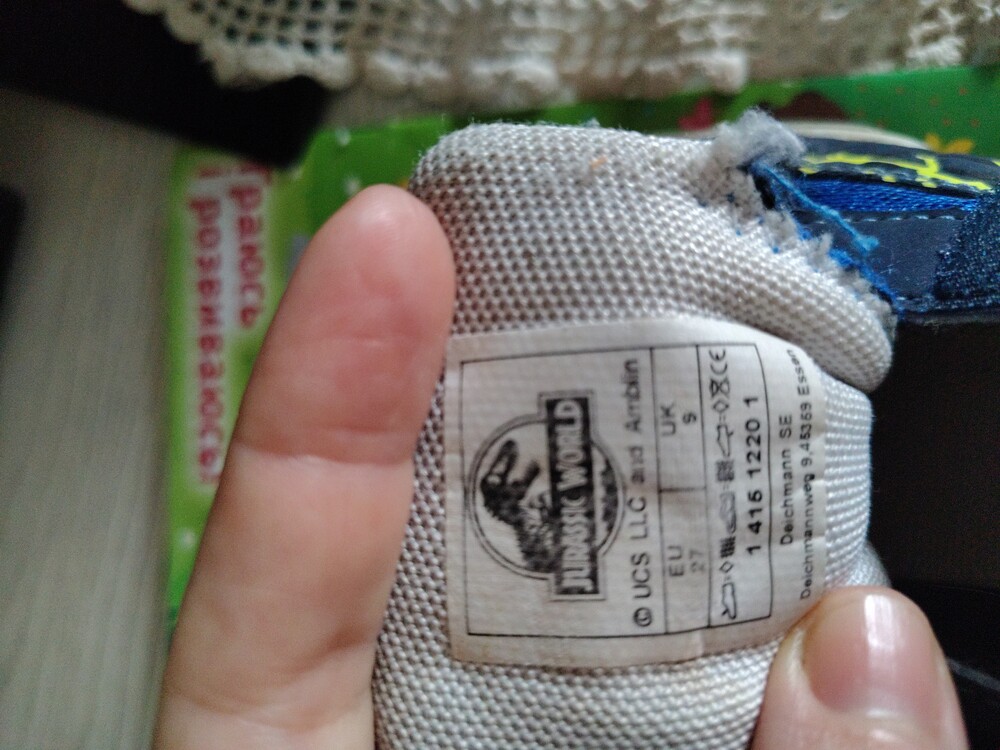 JURASSIC WORLD
© UCS LLC and Amblin
EU UK
27 9
CE
1 416 1220 1
Deichmann SE
Deichmannweg 9,45359 Essen